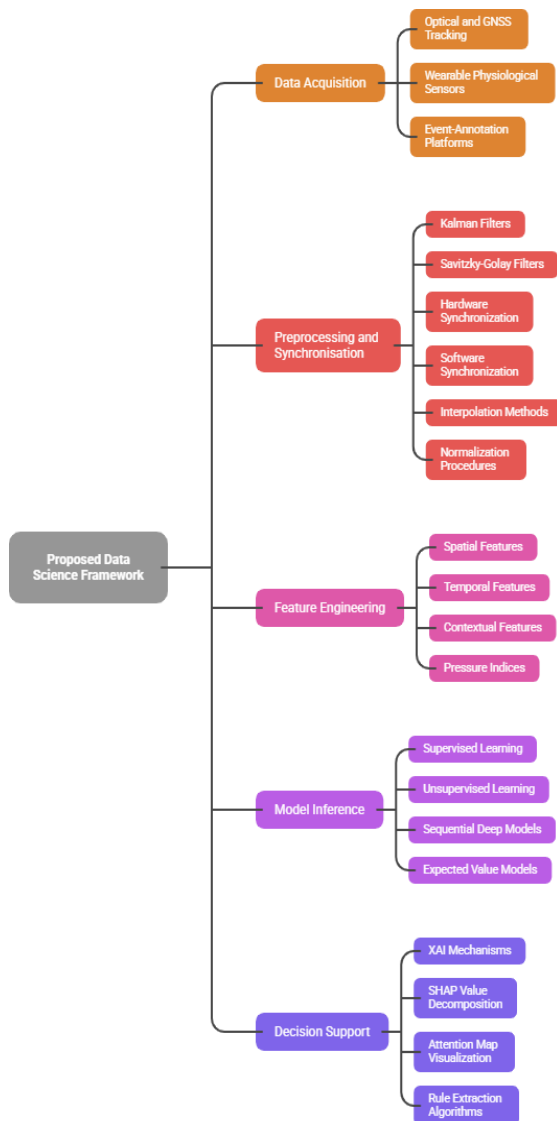 Optical and GNSS
Tracking
Data Acquisition
Wearable Physiological
Sensors
Event-Annotation
Platforms
Kalman Filters
Savitzky-Golay Filters
Hardware
Synchronization
Preprocessing and
Synchronisation
Software
Synchronization
Interpolation Methods
Normalization
Procedures
Proposed Data
Science Framework
Spatial Features
Temporal Features
Feature Engineering
Contextual Features
Pressure Indices
Supervised Learning
Unsupervised Learning
Model Inference
Sequential Deep Models
Expected Value Models
XAI Mechanisms
SHAP Value
Decomposition
Decision Support
Attention Map
Visualization
Rule Extraction
Algorithms